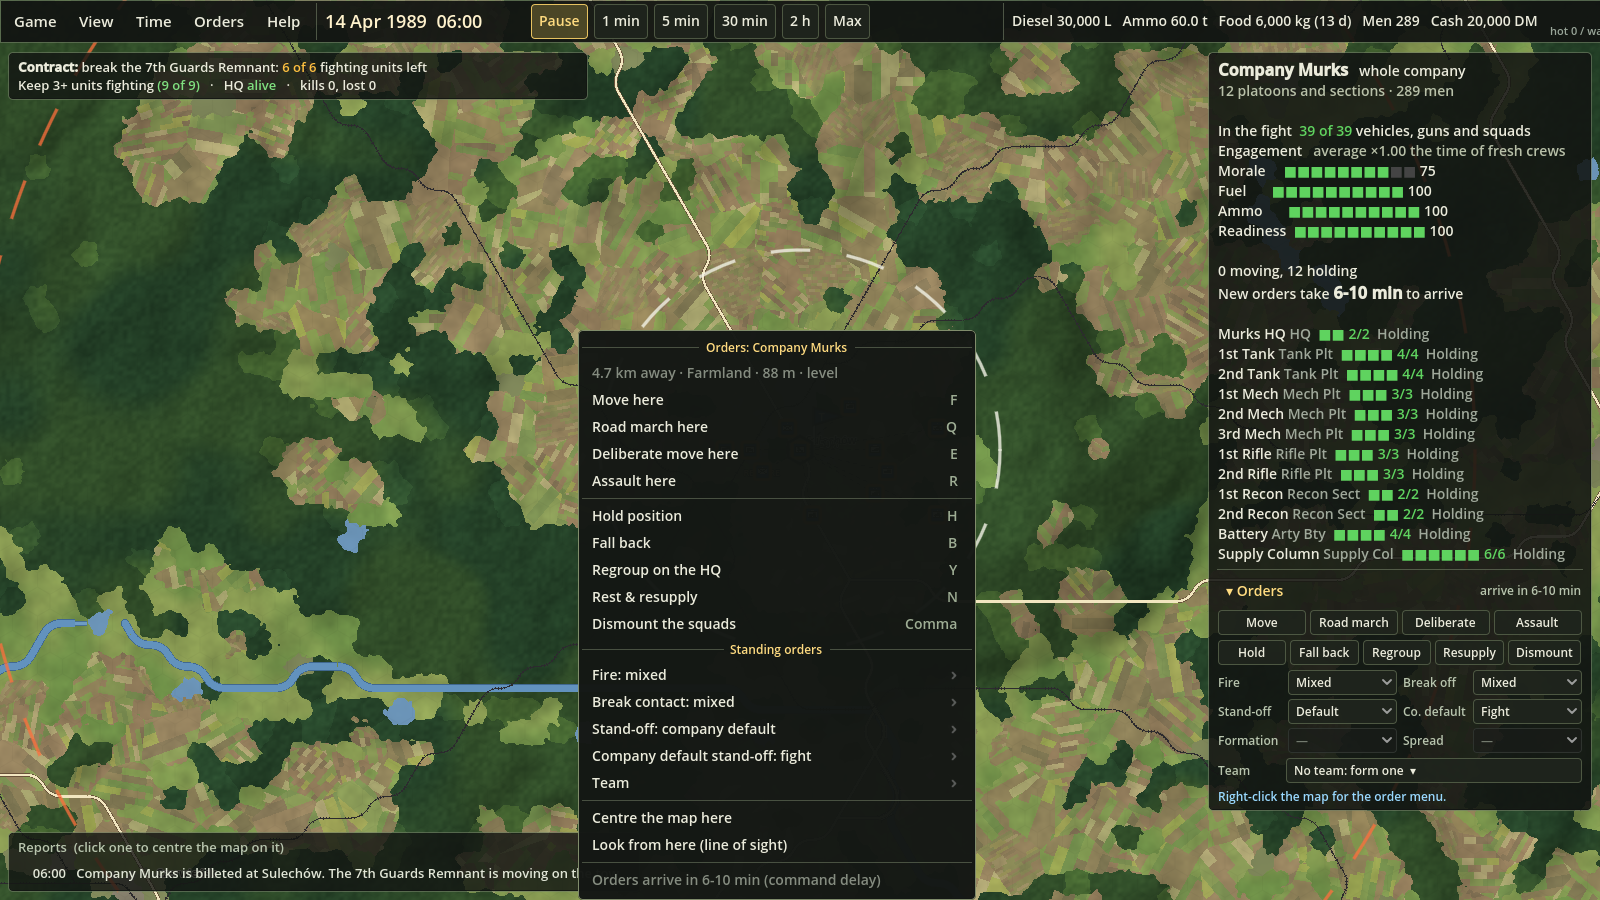 Game View Time Orders Help 14 Apr 1989 06:00 Pause 1 min 5 min 30 min 2 h Max Diesel 30,000 L Ammo 60.0 t Food 6,000 kg (13 d) Men 289 Cash 20,000 DM
hot 0 /
Contract: break the 7th Guards Remnant: 6 of 6 fighting units left
Keep 3+ units fighting (9 of 9) · HQ alive · kills 0, lost 0
Company Murks whole company
12 platoons and sections · 289 men
In the fight 39 of 39 vehicles, guns and squads
Engagement average ×1.00 the time of fresh crews
Morale 75
Fuel 100
Ammo 100
Readiness 100
0 moving, 12 holding
New orders take 6-10 min to arrive
Murks HQ HQ 2/2 Holding
1st Tank Tank Plt 4/4 Holding
2nd Tank Tank Plt 4/4 Holding
1st Mech Mech Plt 3/3 Holding
2nd Mech Mech Plt 3/3 Holding
3rd Mech Mech Plt 3/3 Holding
1st Rifle Rifle Plt 3/3 Holding
2nd Rifle Rifle Plt 3/3 Holding
1st Recon Recon Sect 2/2 Holding
2nd Recon Recon Sect 2/2 Holding
Battery Arty Bty 4/4 Holding
Supply Column Supply Col 6/6 Holding
▾ Orders arrive in 6-10 min
Move Road march Deliberate Assault
Hold Fall back Regroup Resupply Dismount
Fire Mixed Break off Mixed
Stand-off Default Co. default Fight
Formation — Spread —
Team No team: form one ▾
Right-click the map for the order menu.
Orders: Company Murks
4.7 km away · Farmland · 88 m · level
Move here F
Road march here Q
Deliberate move here E
Assault here R
Hold position H
Fall back B
Regroup on the HQ Y
Rest & resupply N
Dismount the squads Comma
Standing orders
Fire: mixed ›
Break contact: mixed ›
Stand-off: company default ›
Company default stand-off: fight ›
Team ›
Centre the map here
Look from here (line of sight)
Orders arrive in 6-10 min (command delay)
Reports (click one to centre the map on it)
06:00 Company Murks is billeted at Sulechów. The 7th Guards Remnant is moving on